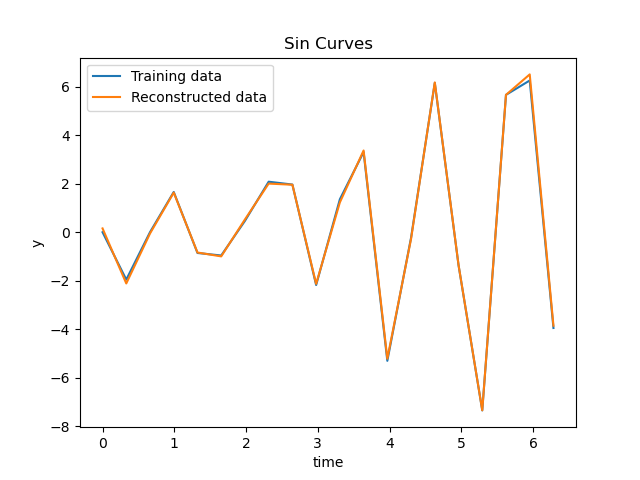 Sin Curves
Training data
Reconstructed data
6
4
2
0
−2
−4
−6
−8
y
0 1 2 3 4 5 6
time